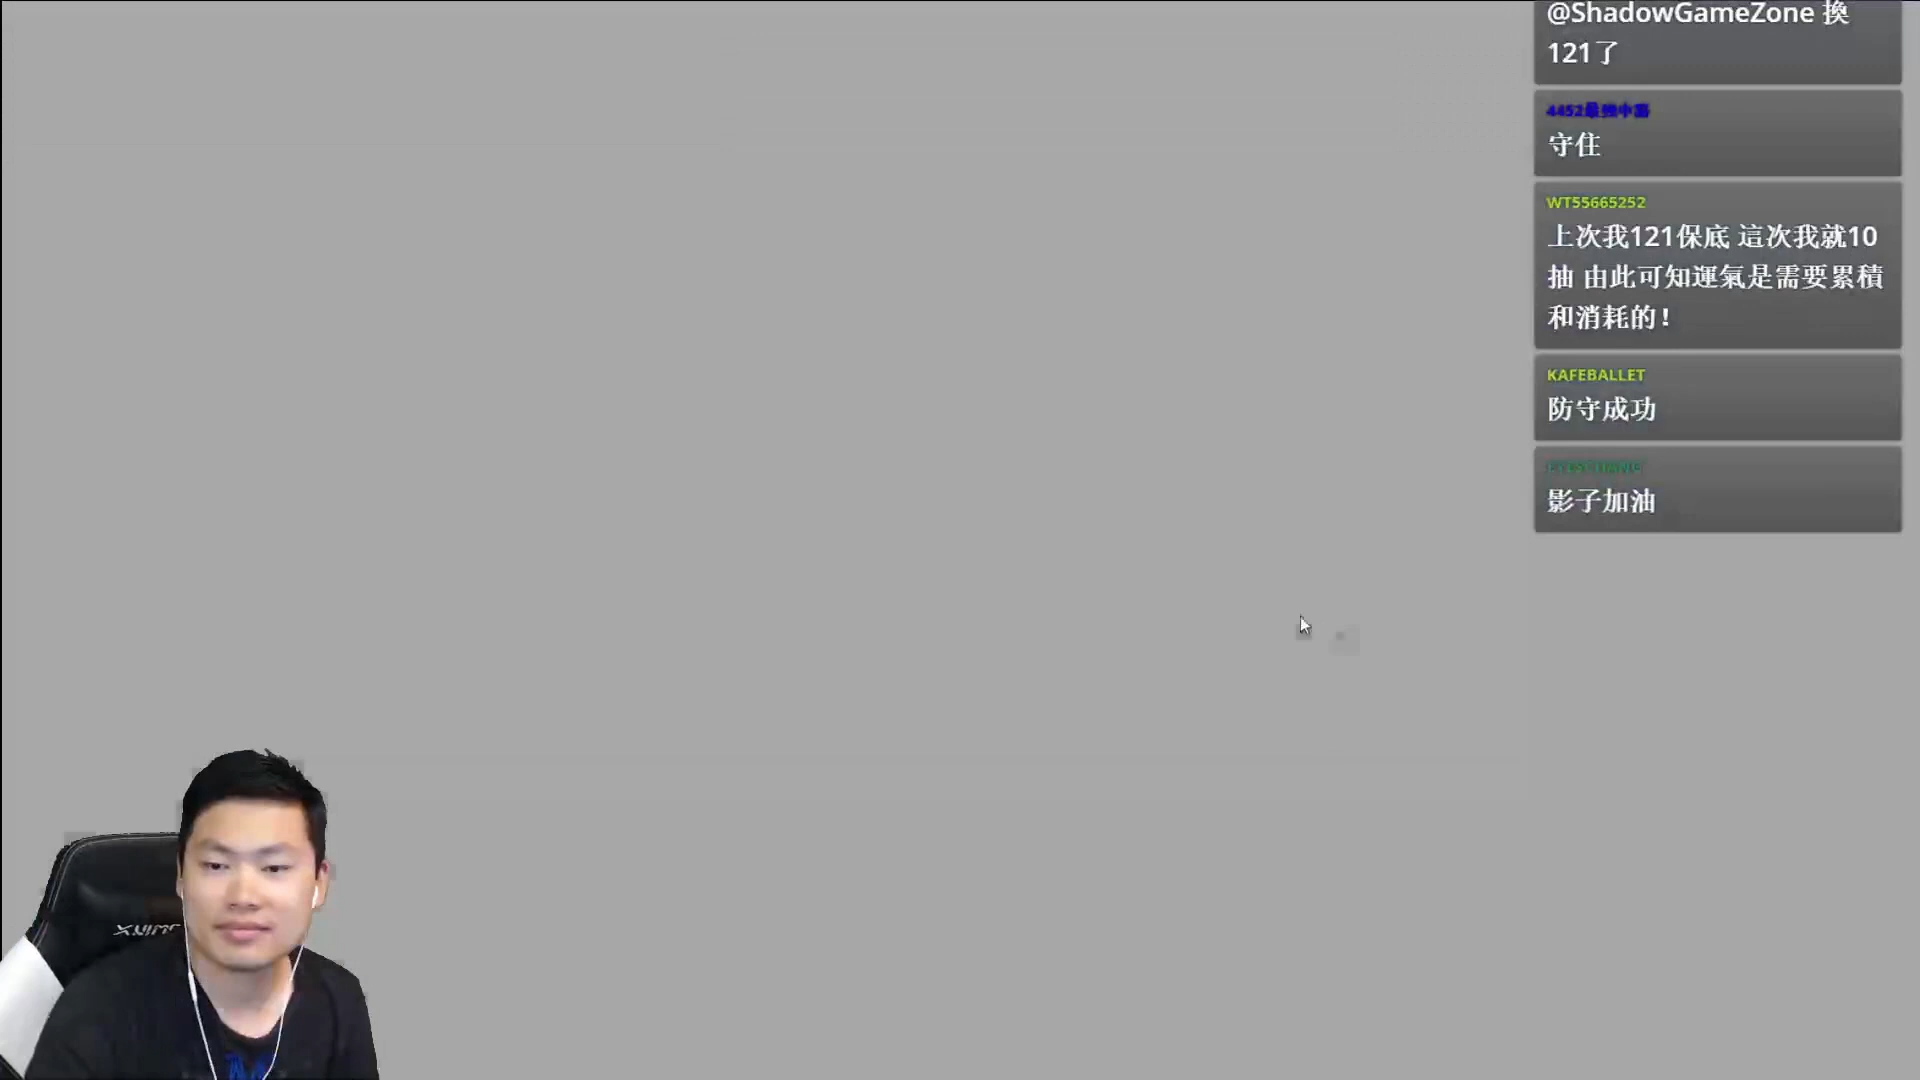 @ShadowGameZone 換
121了
守住
WT55665252
上次我121保底 這次我就10
抽 由此可知運氣是需要累積
和消耗的!
KAFEBALLET
防守成功
影子加油